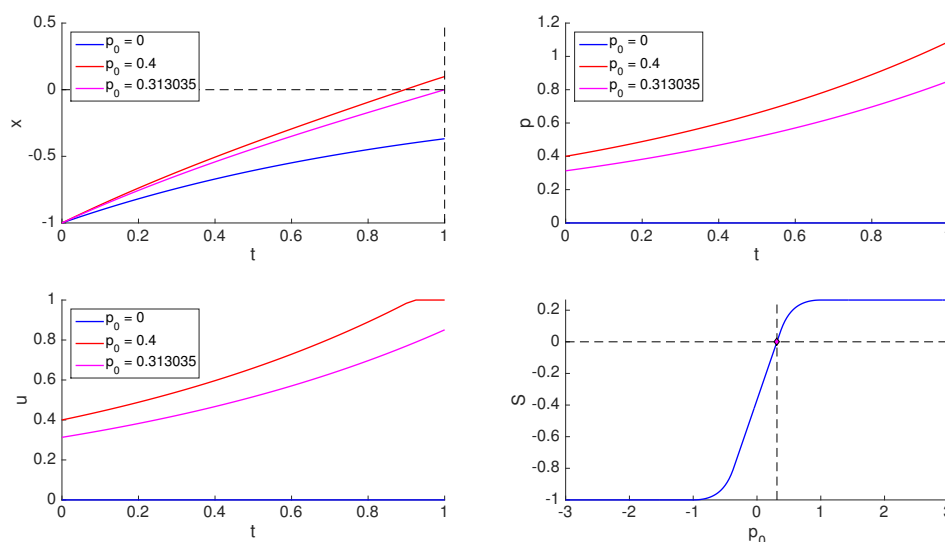 0.5
0
-0.5
-1
x
p₀ = 0
p₀ = 0.4
p₀ = 0.313035
0 0.2 0.4 0.6 0.8 1
t
1.2
1
0.8
0.6
0.4
0.2
0
p
p₀ = 0
p₀ = 0.4
p₀ = 0.313035
0 0.2 0.4 0.6 0.8 1
t
1
0.8
0.6
0.4
0.2
0
u
p₀ = 0
p₀ = 0.4
p₀ = 0.313035
0 0.2 0.4 0.6 0.8 1
t
0.2
0
-0.2
-0.4
-0.6
-0.8
-1
S
-3 -2 -1 0 1 2 3
p₀